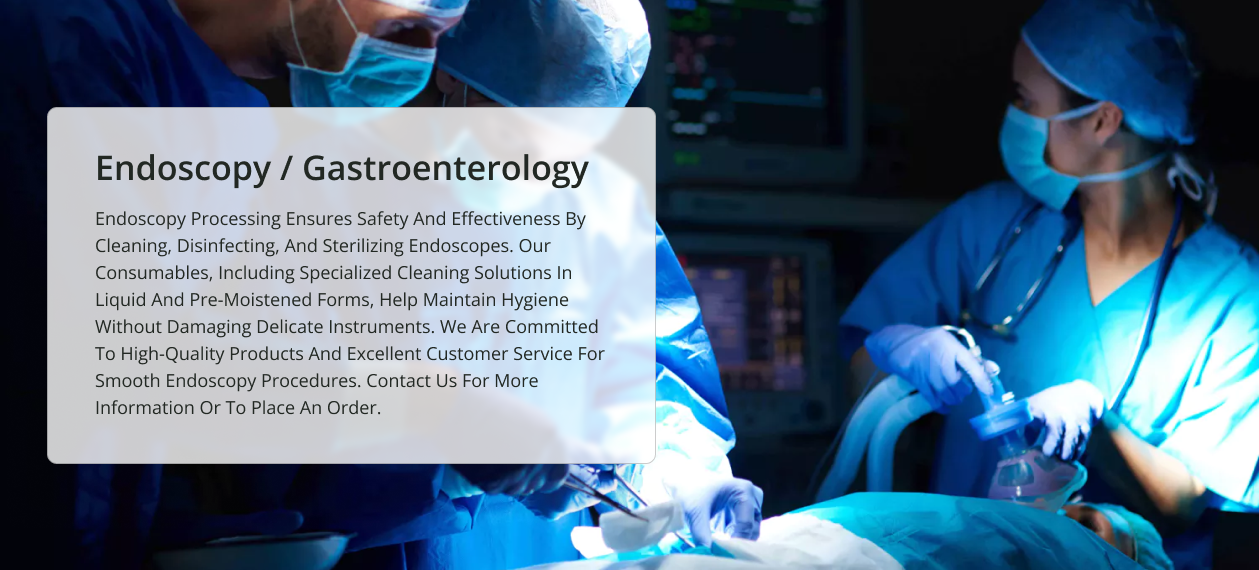 Endoscopy / Gastroenterology
Endoscopy Processing Ensures Safety And Effectiveness By
Cleaning, Disinfecting, And Sterilizing Endoscopes. Our
Consumables, Including Specialized Cleaning Solutions In
Liquid And Pre-Moistened Forms, Help Maintain Hygiene
Without Damaging Delicate Instruments. We Are Committed
To High-Quality Products And Excellent Customer Service For
Smooth Endoscopy Procedures. Contact Us For More
Information Or To Place An Order.